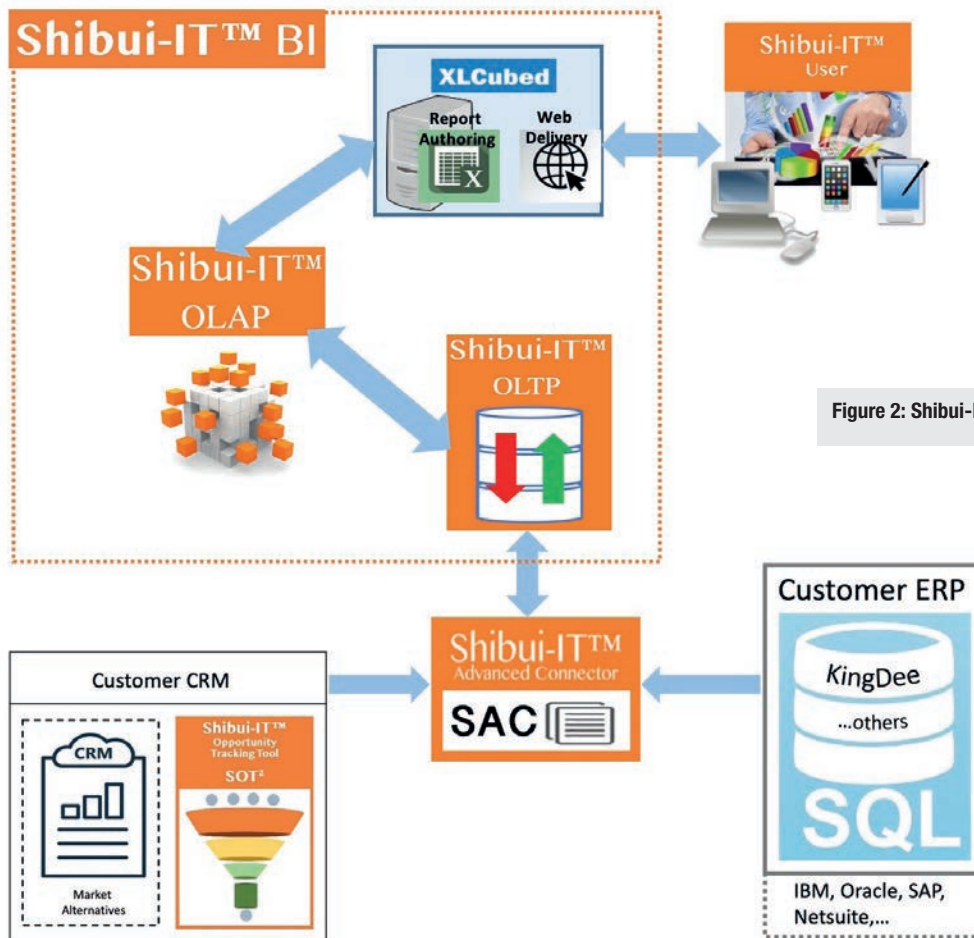 Shibui-IT™ BI
XLCubed
Report
Authoring
Web
Delivery
X
Shibui-IT™
User
Shibui-IT™
OLAP
Shibui-IT™
OLTP
Figure 2:
Shibui-IT™
Advanced Connector
SAC
Customer CRM
CRM
Market
Alternatives
Shibui-IT™
Opportunity
Tracking Tool
SOT²
Customer ERP
KingDee
...others
SQL
IBM, Oracle, SAP,
Netsuite,...